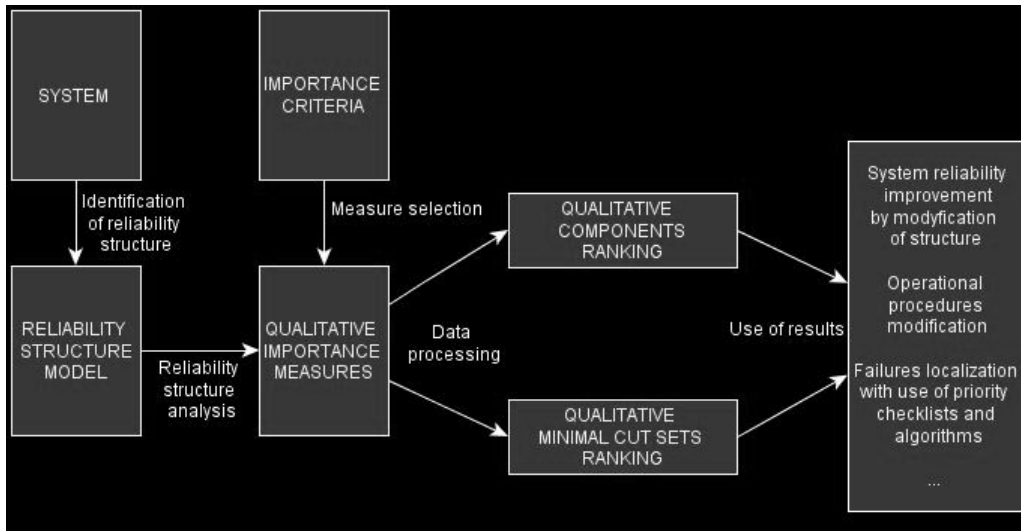 SYSTEM
IMPORTANCE
CRITERIA
Identification
of reliability
structure
Measure selection
RELIABILITY
STRUCTURE
MODEL
Reliability
structure
analysis
QUALITATIVE
IMPORTANCE
MEASURES
Data
processing
QUALITATIVE
COMPONENTS
RANKING
QUALITATIVE
MINIMAL CUT SETS
RANKING
Use of results
System reliability
improvement
by modyfication
of structure
Operational
procedures
modification
Failures localization
with use of priority
checklists and
algorithms
...